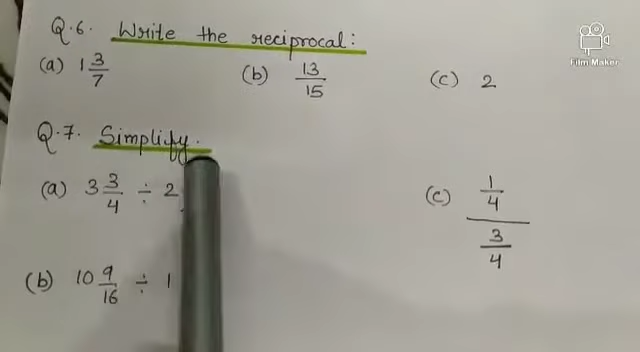 Q.6. Write the reciprocal:
(a) 1 3/7 (b) 13/15 (c) 2
Q.7. Simplify.
(a) 3 3/4 ÷ 2 (c) 1/4 / 3/4
(b) 10 9/16 ÷ 1
Film Maker